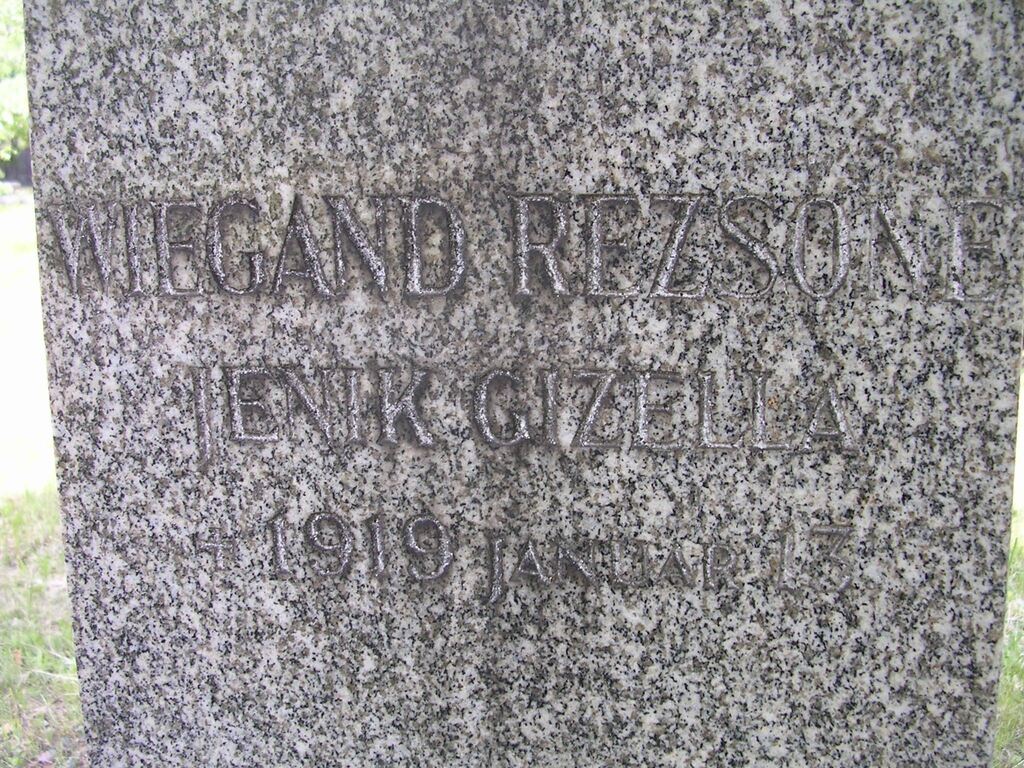 WIEGAND REZSŐNÉ
JENIK GIZELLA
+ 1919 JANUÁR 13